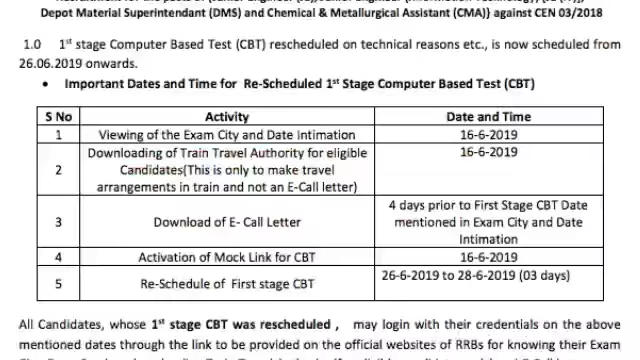 Depot Material Superintendant (DMS) and Chemical & Metallurgical Assistant (CMA)} against CEN 03/2018
1.0 1st stage Computer Based Test (CBT) rescheduled on technical reasons etc., is now scheduled from
26.06.2019 onwards.
• Important Dates and Time for Re-Scheduled 1st Stage Computer Based Test (CBT)
S No Activity Date and Time
1 Viewing of the Exam City and Date Intimation 16-6-2019
2 Downloading of Train Travel Authority for eligible 16-6-2019
Candidates(This is only to make travel
arrangements in train and not an E-Call letter)
3 Download of E- Call Letter 4 days prior to First Stage CBT Date
mentioned in Exam City and Date
Intimation
4 Activation of Mock Link for CBT 16-6-2019
5 Re-Schedule of First stage CBT 26-6-2019 to 28-6-2019 (03 days)
All Candidates, whose 1st stage CBT was rescheduled , may login with their credentials on the above
mentioned dates through the link to be provided on the official websites of RRBs for knowing their Exam